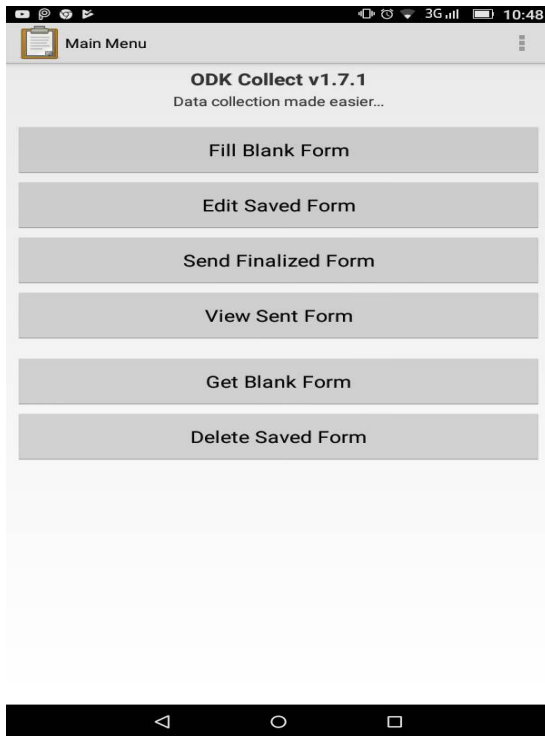 3G 10:48
Main Menu
ODK Collect v1.7.1
Data collection made easier...
Fill Blank Form
Edit Saved Form
Send Finalized Form
View Sent Form
Get Blank Form
Delete Saved Form